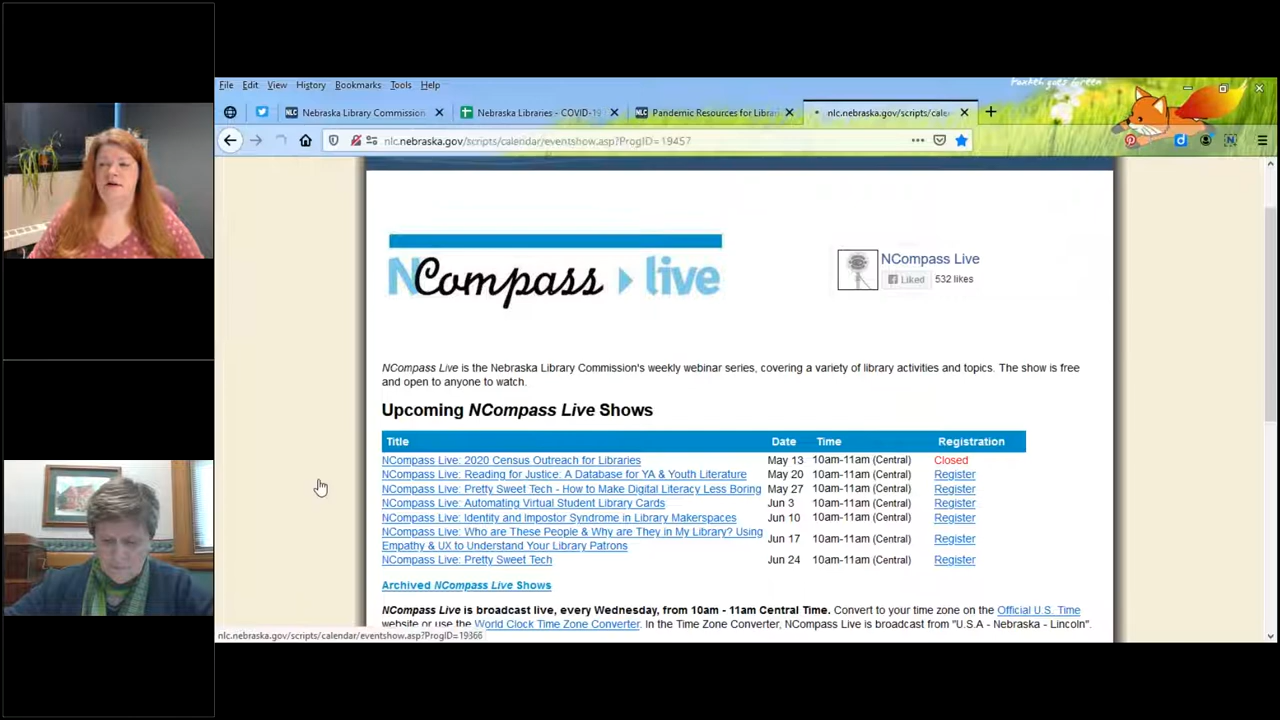 File Edit View History Bookmarks Tools Help
Nebraska Library Commission
Nebraska Libraries - COVID-19
Pandemic Resources for Librari
nlc.nebraska.gov/scripts/cale
nlc.nebraska.gov/scripts/calendar/eventshow.asp?ProgID=19457
NCompass live
NCompass Live
Liked 532 likes
NCompass Live is the Nebraska Library Commission's weekly webinar series, covering a variety of library activities and topics. The show is free
and open to anyone to watch.
Upcoming NCompass Live Shows
Title Date Time Registration
NCompass Live: 2020 Census Outreach for Libraries May 13 10am-11am (Central) Closed
NCompass Live: Reading for Justice: A Database for YA & Youth Literature May 20 10am-11am (Central) Register
NCompass Live: Pretty Sweet Tech - How to Make Digital Literacy Less Boring May 27 10am-11am (Central) Register
NCompass Live: Automating Virtual Student Library Cards Jun 3 10am-11am (Central) Register
NCompass Live: Identity and Impostor Syndrome in Library Makerspaces Jun 10 10am-11am (Central) Register
NCompass Live: Who are These People & Why are They in My Library? Using
Empathy & UX to Understand Your Library Patrons Jun 17 10am-11am (Central) Register
NCompass Live: Pretty Sweet Tech Jun 24 10am-11am (Central) Register
Archived NCompass Live Shows
NCompass Live is broadcast live, every Wednesday, from 10am - 11am Central Time. Convert to your time zone on the Official U.S. Time
website or use the World Clock Time Zone Converter. In the Time Zone Converter, NCompass Live is broadcast from "U.S.A - Nebraska - Lincoln".
nlc.nebraska.gov/scripts/calendar/eventshow.asp?ProgID=19366